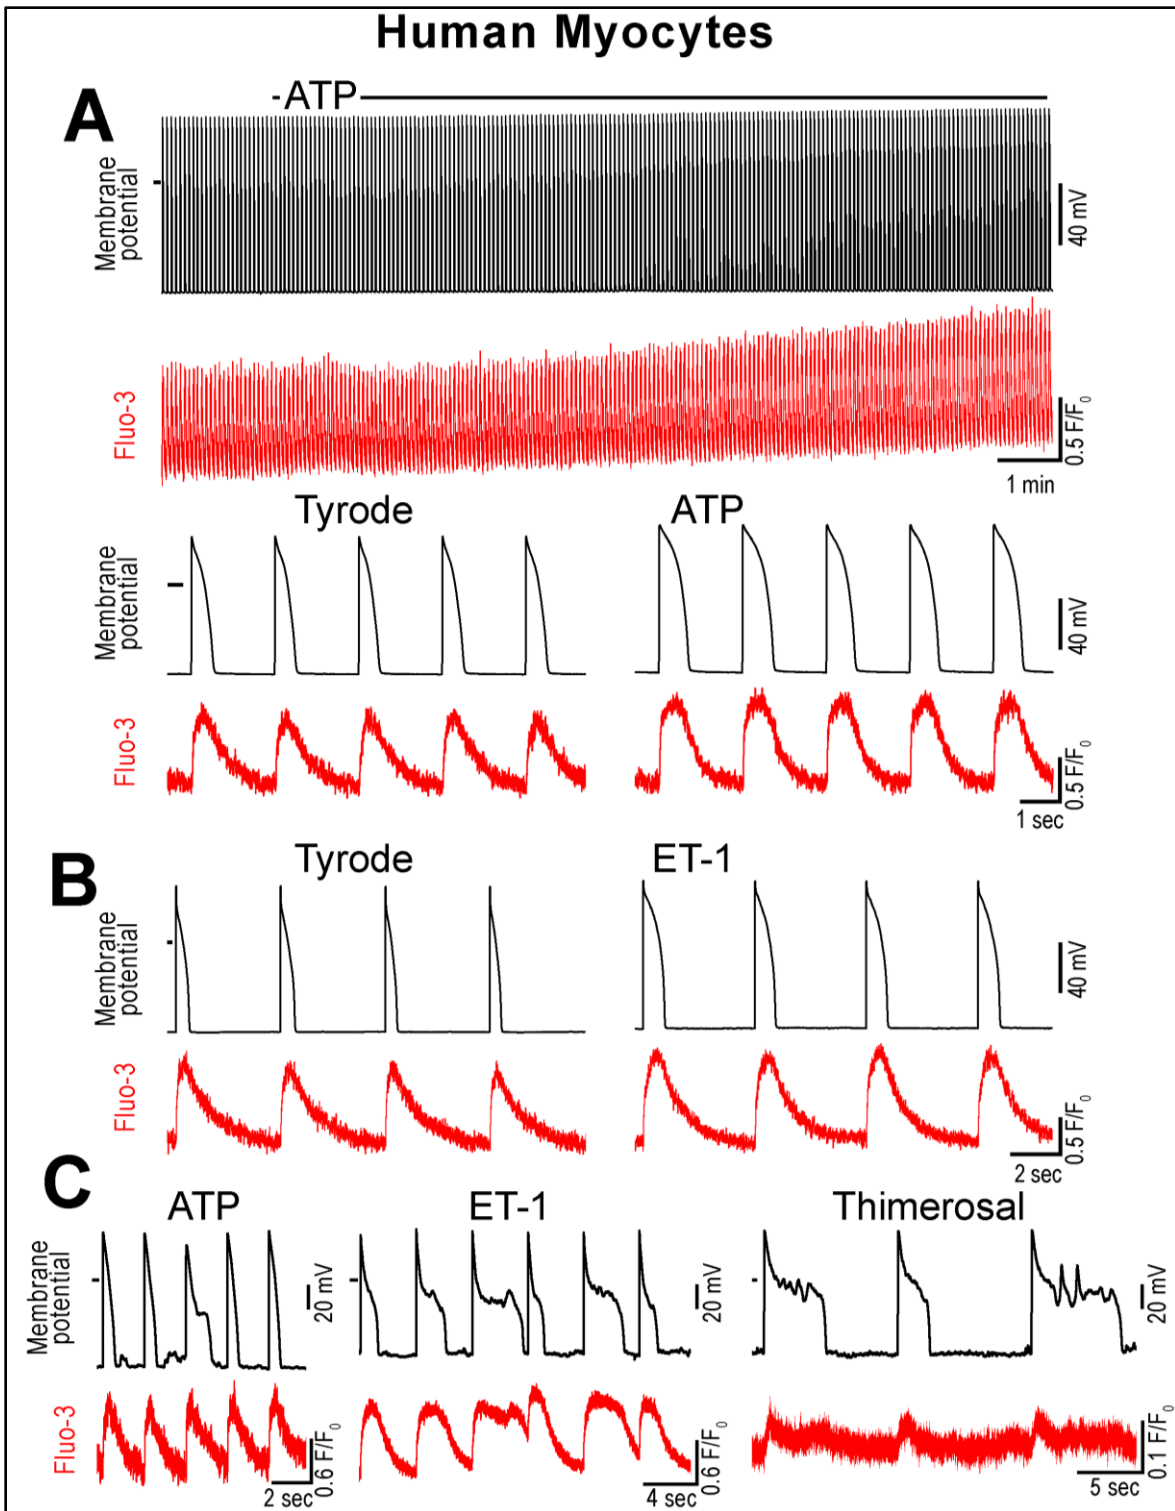 Human Myocytes
A
ATP
Membrane
potential
40 mV
Fluo-3
0.5 F/F₀
1 min
Tyrode
ATP
Membrane
potential
40 mV
Fluo-3
0.5 F/F₀
1 sec
B
Tyrode
ET-1
Membrane
potential
40 mV
Fluo-3
0.5 F/F₀
2 sec
C
ATP
ET-1
Thimerosal
Membrane
potential
20 mV
20 mV
20 mV
Fluo-3
0.6 F/F₀
0.6 F/F₀
0.1 F/F₀
2 sec
4 sec
5 sec